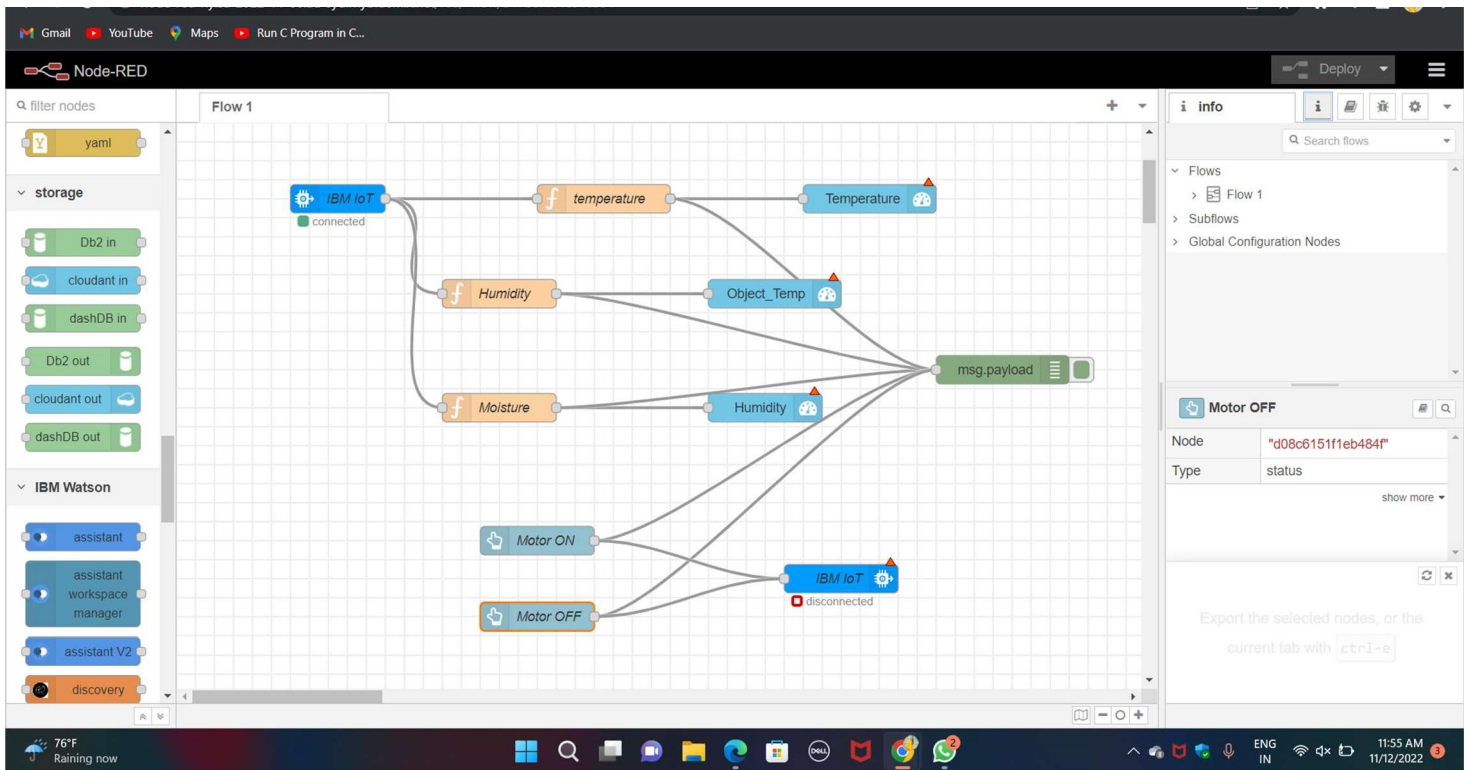 Gmail YouTube Maps Run C Program in C...
Node-RED Deploy
filter nodes
Flow 1
i info
yaml
Search flows
storage
Db2 in
cloudant in
dashDB in
Db2 out
cloudant out
dashDB out
IBM Watson
assistant
assistant
workspace
manager
assistant V2
discovery
IBM IoT
connected
temperature
Temperature
Humidity
Object_Temp
msg.payload
Moisture
Humidity
Motor ON
IBM IoT
disconnected
Motor OFF
Flows
Flow 1
Subflows
Global Configuration Nodes
Motor OFF
Node "d08c6151f1eb484f"
Type status
show more
Export the selected nodes, or the
current tab with ctrl-e
76°F
Raining now
DELL
2
ENG
IN
11:55 AM
11/12/2022
3